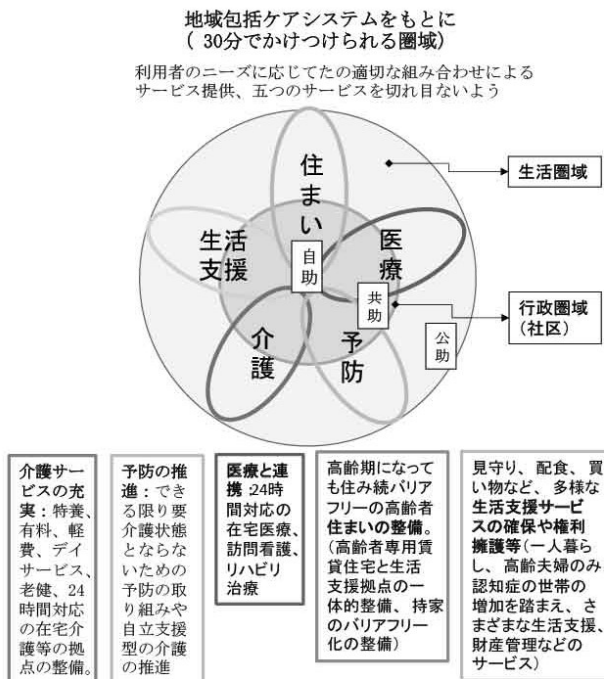 地域包括ケアシステムをもとに
( 30分でかけつけられる圏域)
利用者のニーズに応じてたの適切な組み合わせによる
サービス提供、五つのサービスを切れ目ないよう
住まい
生活
支援
医療
自助
共助
公助
介護
予防
生活圏域
行政圏域
(社区)
介護サー
ビスの充
実：特養、
有料、軽
費、デイ
サービス、
老健、24
時間対応
の在宅介
護等の拠
点の整備。
予防の推
進：でき
る限り要
介護状態
とならな
いための
予防の取
り組みや
自立支援
型の介護
の推進
医療と連
携：24時
間対応の
在宅医療、
訪問看護、
リハビリ
治療
高齢期になって
も住み続バリア
フリーの高齢者
住まいの整備。
(高齢者専用賃
貸住宅と生活
支援拠点の一
体的整備、持家
のバリアフリー
化の整備)
見守り、配食、買
い物など、多様な
生活支援サービ
スの確保や権利
擁護等(一人暮ら
し、高齢夫婦のみ
認知症の世帯の
増加を踏まえ、さ
まざまな生活支援、
財産管理などの
サービス)